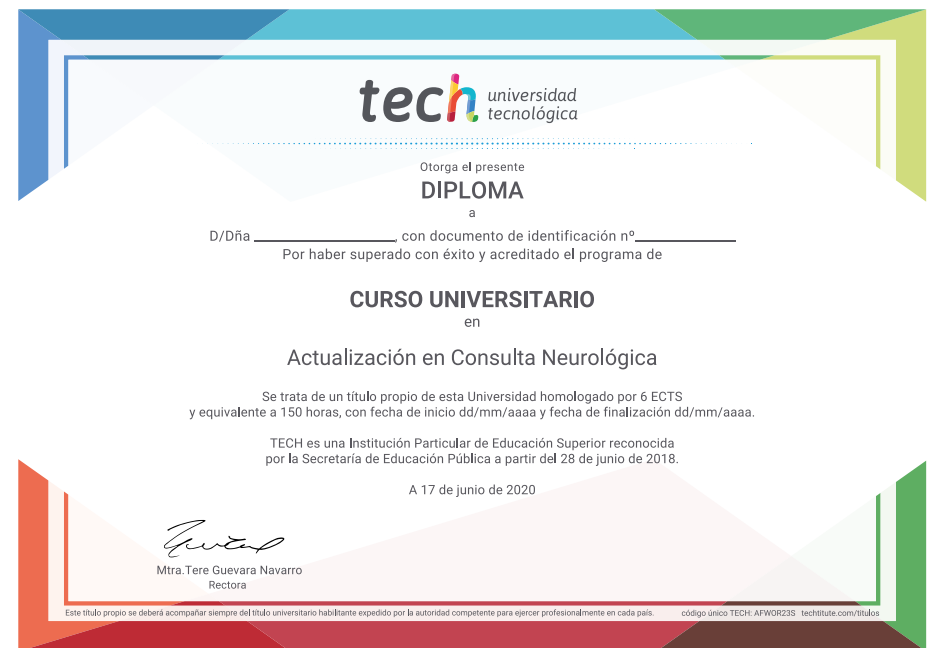 tech universidad
tecnológica
Otorga el presente
DIPLOMA
a
D/Dña ________________, con documento de identificación nº____________
Por haber superado con éxito y acreditado el programa de
CURSO UNIVERSITARIO
en
Actualización en Consulta Neurológica
Se trata de un título propio de esta Universidad homologado por 6 ECTS
y equivalente a 150 horas, con fecha de inicio dd/mm/aaaa y fecha de finalización dd/mm/aaaa.
TECH es una Institución Particular de Educación Superior reconocida
por la Secretaría de Educación Pública a partir del 28 de junio de 2018.
A 17 de junio de 2020
Mtra.Tere Guevara Navarro
Rectora
Este título propio se deberá acompañar siempre del título universitario habilitante expedido por la autoridad competente para ejercer profesionalmente en cada país. código único TECH: AFWOR23S techtitute.com/titulos